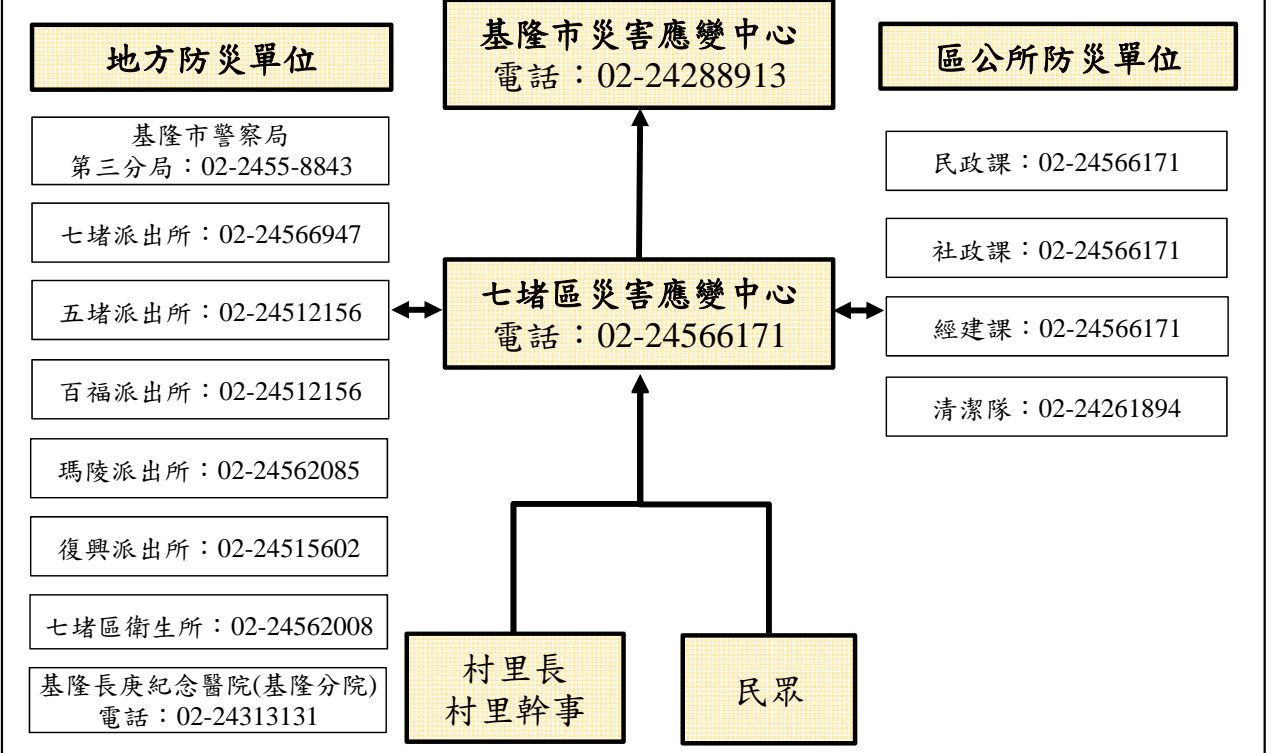 地方防災單位
基隆市警察局
第三分局：02-2455-8843
七堵派出所：02-24566947
五堵派出所：02-24512156
百福派出所：02-24512156
瑪陵派出所：02-24562085
復興派出所：02-24515602
七堵區衛生所：02-24562008
基隆長庚紀念醫院(基隆分院)
電話：02-24313131
基隆市災害應變中心
電話：02-24288913
七堵區災害應變中心
電話：02-24566171
村里長
村里幹事
民眾
區公所防災單位
民政課：02-24566171
社政課：02-24566171
經建課：02-24566171
清潔隊：02-24261894